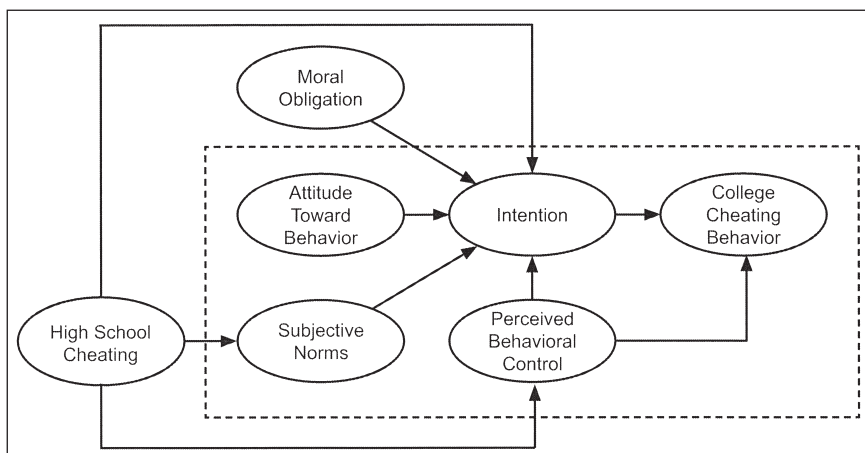 Moral
Obligation
Attitude
Toward
Behavior
Intention
College
Cheating
Behavior
High School
Cheating
Subjective
Norms
Perceived
Behavioral
Control